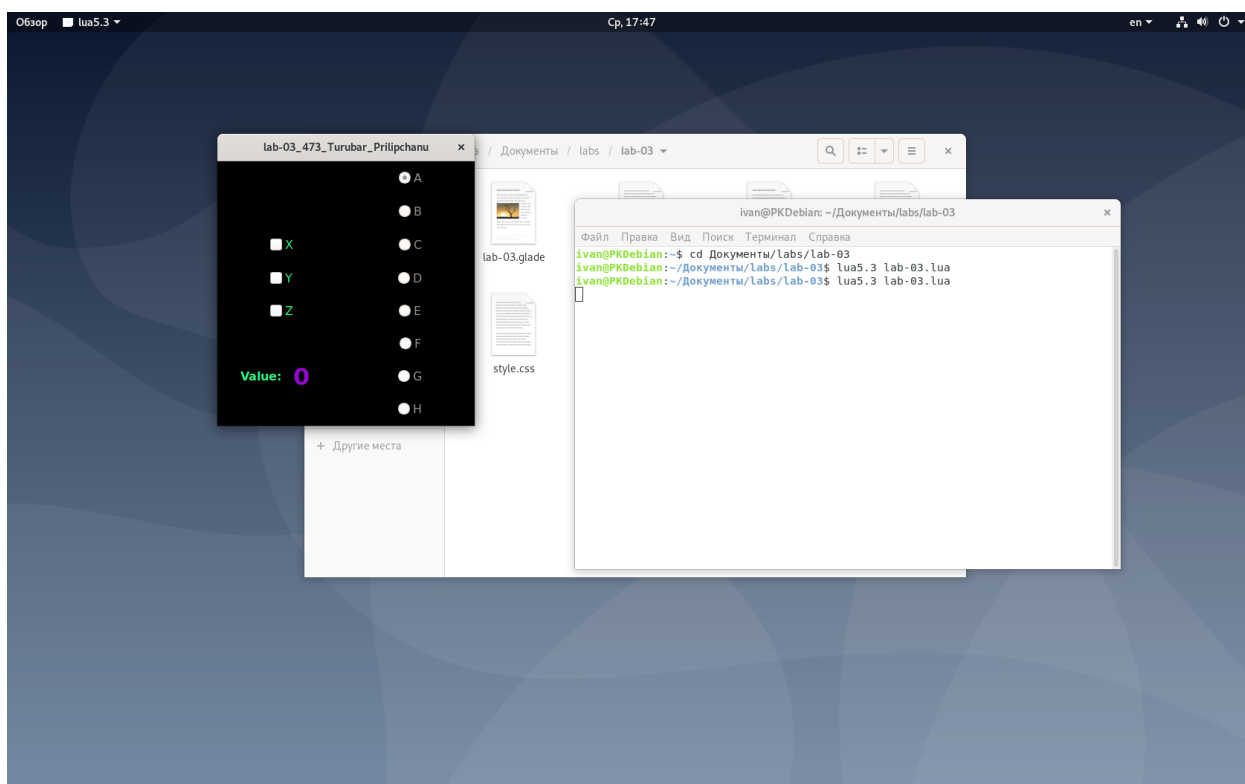 Обзор lua5.3 Ср, 17:47 en
lab-03_473_Turubar_Prilipchanu
/ Документы / labs / lab-03
A
B
X C
Y D
Z E
F
Value: 0 G
H
lab-03.glade
style.css
+ Другие места
ivan@PKDebian: ~/Документы/labs/lab-03
Файл Правка Вид Поиск Терминал Справка
ivan@PKDebian:~$ cd Документы/labs/lab-03
ivan@PKDebian:~/Документы/labs/lab-03$ lua5.3 lab-03.lua
ivan@PKDebian:~/Документы/labs/lab-03$ lua5.3 lab-03.lua